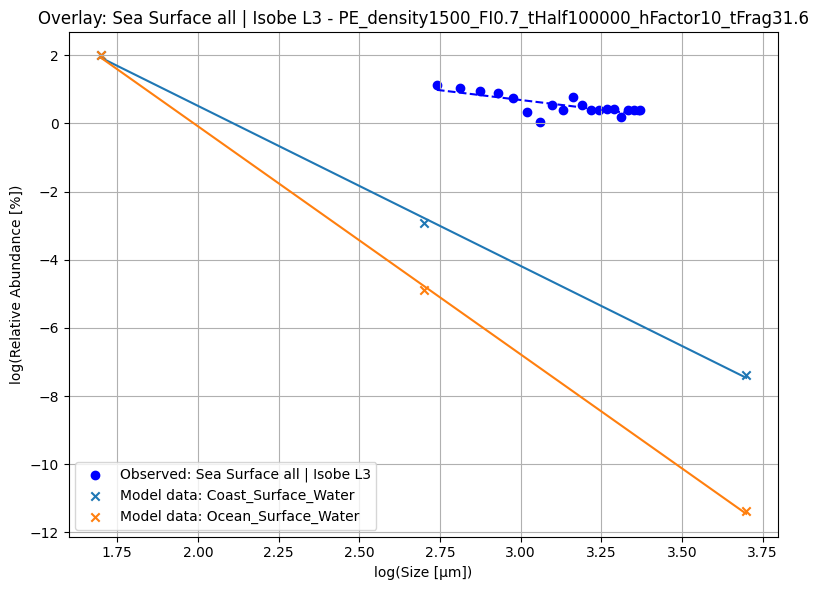 Overlay: Sea Surface all | Isobe L3 - PE_density1500_FI0.7_tHalf100000_hFactor10_tFrag31.6
log(Relative Abundance [%])
2
0
−2
−4
−6
−8
−10
−12
Observed: Sea Surface all | Isobe L3
Model data: Coast_Surface_Water
Model data: Ocean_Surface_Water
1.75 2.00 2.25 2.50 2.75 3.00 3.25 3.50 3.75
log(Size [μm])